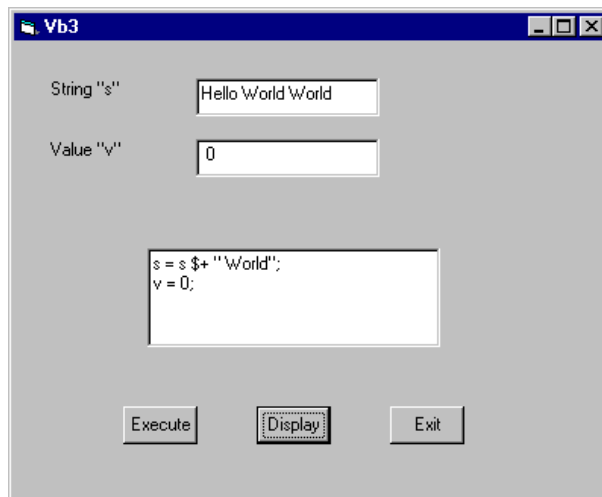 Vb3
String "s"
Hello World World
Value "v"
0
s = s $+ " World";
v = 0;
Execute
Display
Exit